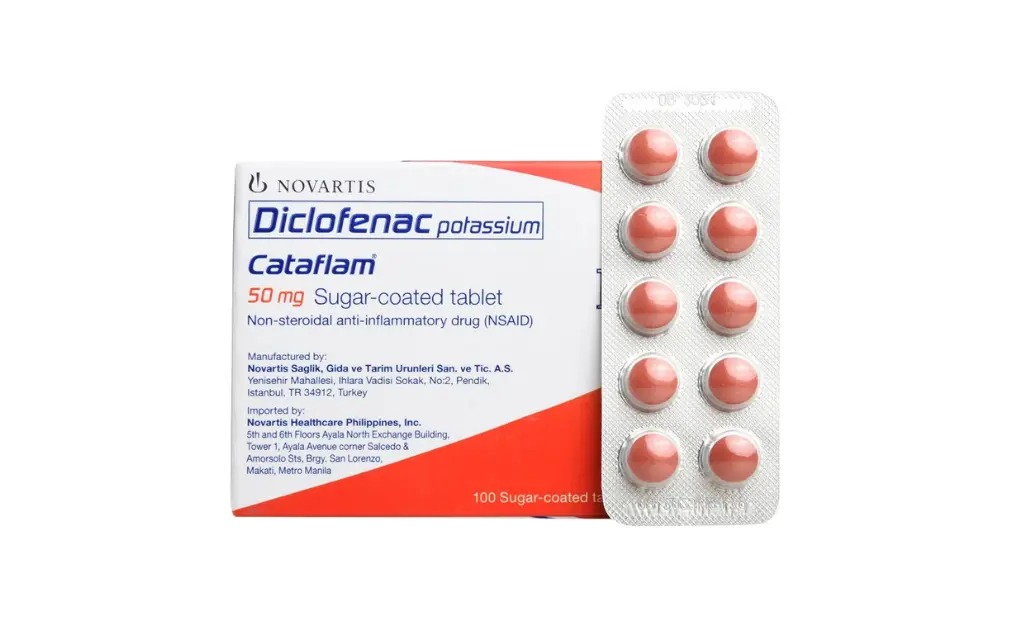 NOVARTIS
Diclofenac potassium
Cataflam®
50 mg Sugar-coated tablet
Non-steroidal anti-inflammatory drug (NSAID)
Manufactured by:
Novartis Saglik, Gida ve Tarim Urunleri San. ve Tic. A.S.
Yenisehir Mahallesi, Ihlara Vadisi Sokak, No:2, Pendik,
Istanbul, TR 34912, Turkey
Imported by:
Novartis Healthcare Philippines, Inc.
5th and 6th Floors Ayala North Exchange Building,
Tower 1, Ayala Avenue corner Salcedo &
Amorsolo Sts, Brgy. San Lorenzo,
Makati, Metro Manila
100 Sugar-coated ta